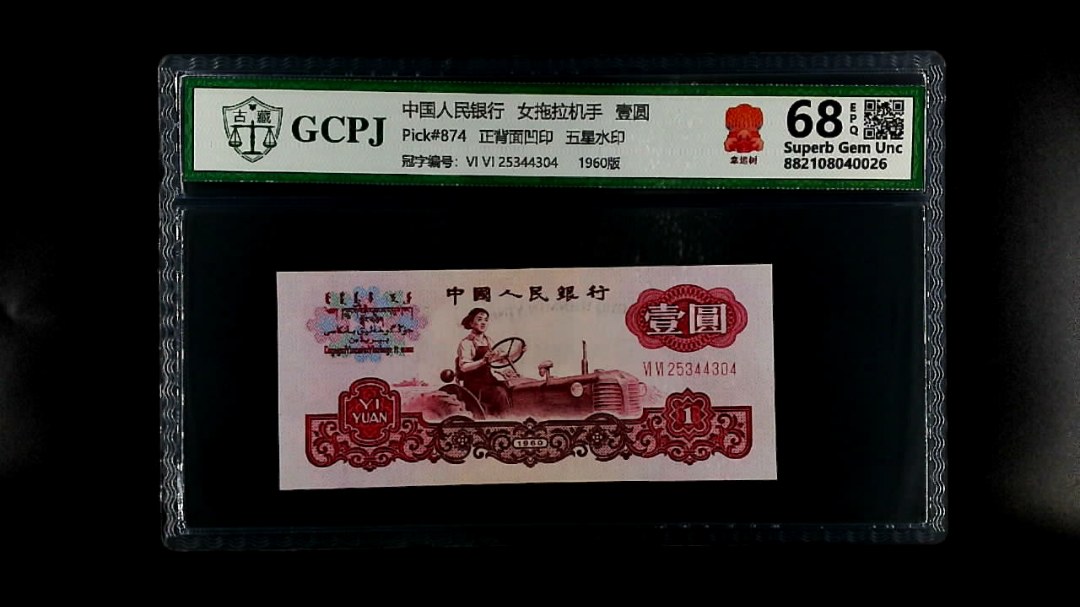 古 藏
GCPJ
中国人民银行 女拖拉机手 壹圆
Pick#874 正背面凹印 五星水印
冠字编号: VI VI 25344304 1960版
拿运树
68 EPQ
Superb Gem Unc
882108040026
中國人民銀行
壹圓
VI VI 25344304
YI
YUAN
1
1960